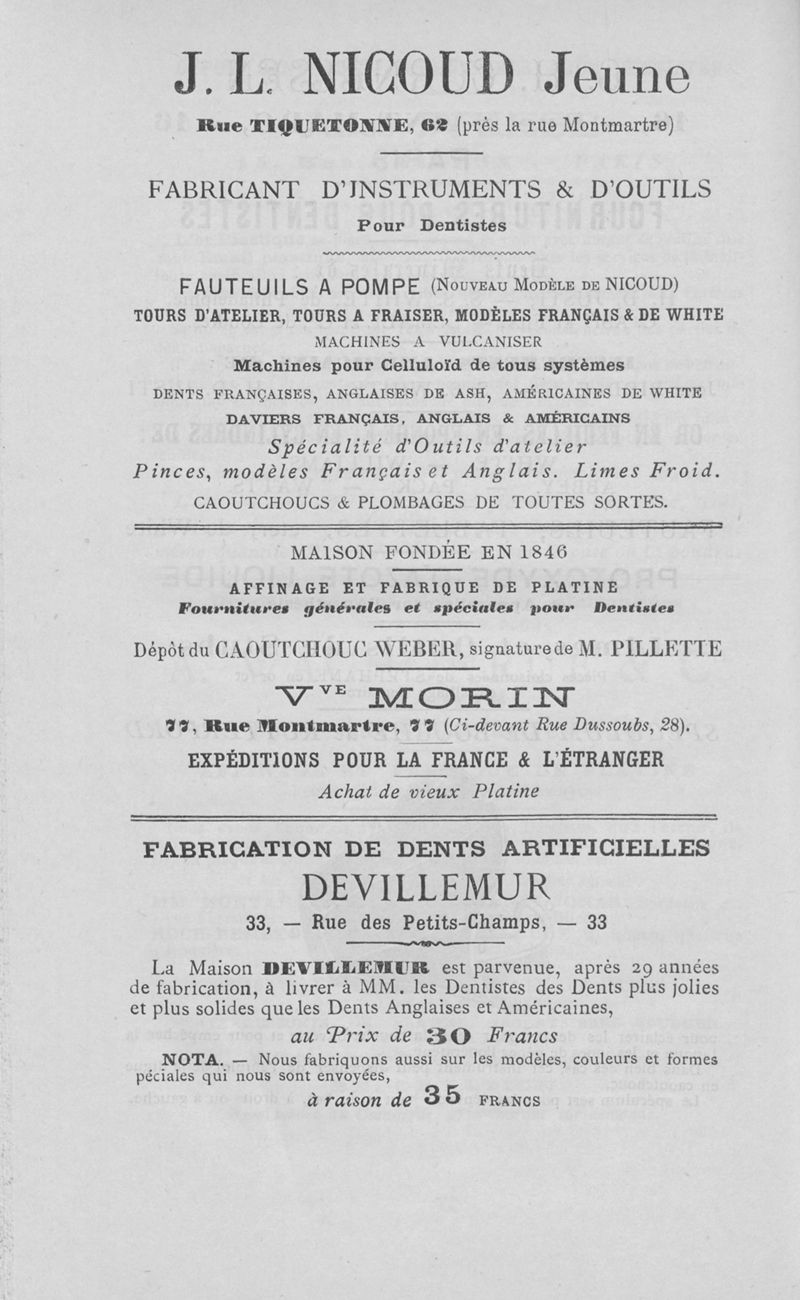 J. L. NICOUD Jeune
Rue TIQUETONNE, 62 (près la rue Montmartre)
FABRICANT D'INSTRUMENTS & D'OUTILS
Pour Dentistes
FAUTEUILS A POMPE (Nouveau Modèle de NICOUD)
TOURS D'ATELIER, TOURS A FRAISER, MODÈLES FRANÇAIS & DE WHITE
MACHINES A VULCANISER
Machines pour Celluloïd de tous systèmes
DENTS FRANÇAISES, ANGLAISES DE ASH, AMÉRICAINES DE WHITE
DAVIERS FRANÇAIS, ANGLAIS & AMÉRICAINS
Spécialité d'Outils d'atelier
Pinces, modèles Français et Anglais. Limes Froid.
CAOUTCHOUCS & PLOMBAGES DE TOUTES SORTES.
MAISON FONDÉE EN 1846
AFFINAGE ET FABRIQUE DE PLATINE
Fournitures générales et spéciales pour Dentistes
Dépôt du CAOUTCHOUC WEBER, signature de M. PILLETTE
VVE MORIN
77, Rue Montmartre, 77 (Ci-devant Rue Dussoubs, 28).
EXPÉDITIONS POUR LA FRANCE & L'ÉTRANGER
Achat de vieux Platine
FABRICATION DE DENTS ARTIFICIELLES
DEVILLEMUR
33, — Rue des Petits-Champs, — 33
La Maison DEVILLEMUR est parvenue, après 29 années
de fabrication, à livrer à MM. les Dentistes des Dents plus jolies
et plus solides que les Dents Anglaises et Américaines,
au Prix de 30 Francs
NOTA. — Nous fabriquons aussi sur les modèles, couleurs et formes
péciales qui nous sont envoyées,
à raison de 35 FRANCS